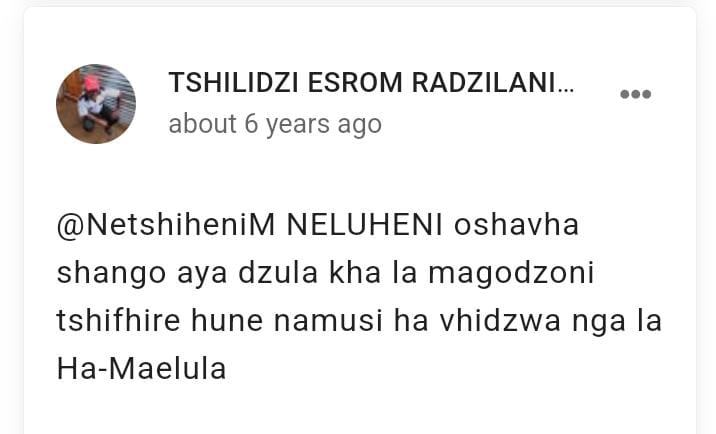 TSHILIDZI ESROM RADZILANI...
about 6 years ago
@NetshiheniM NELUHENI oshavha
shango aya dzula kha la magodzoni
tshifhire hune namusi ha vhidzwa nga la
Ha-Maelula